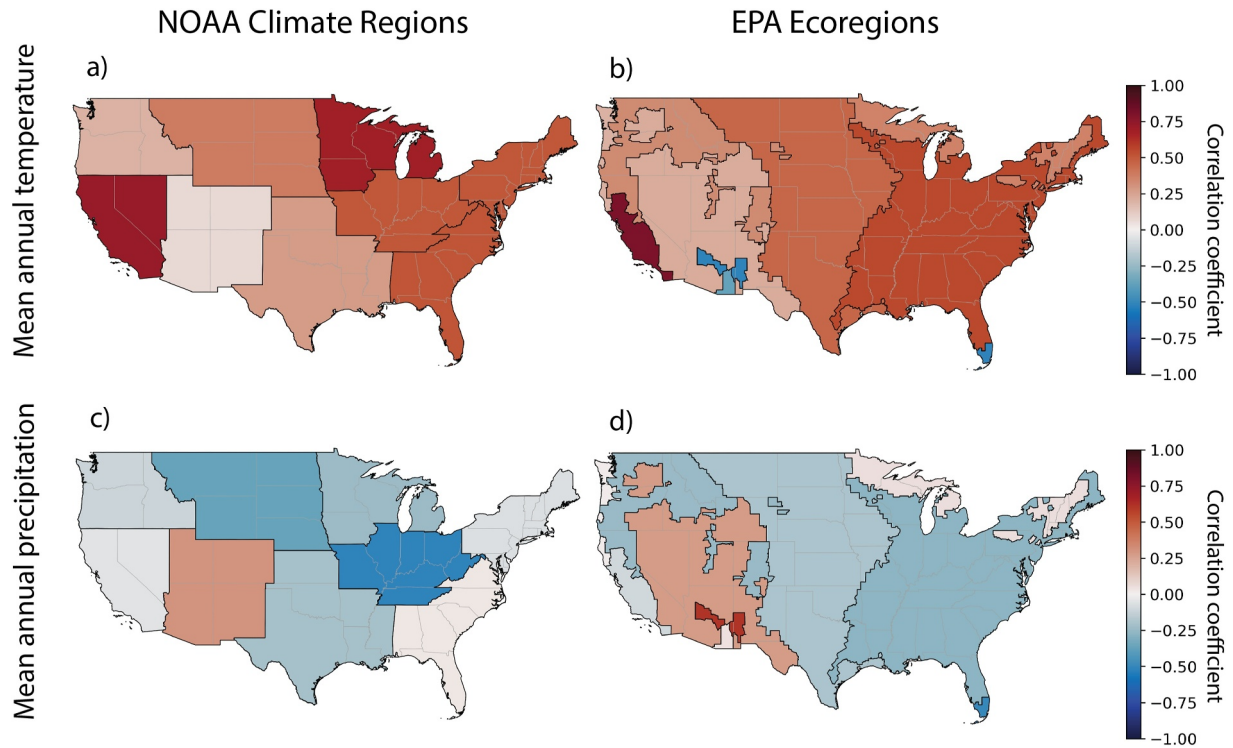 NOAA Climate Regions
EPA Ecoregions
Mean annual temperature
a)
b)
1.00
0.75
0.50
0.25
0.00
−0.25
−0.50
−0.75
−1.00
Correlation coefficient
Mean annual precipitation
c)
d)
1.00
0.75
0.50
0.25
0.00
−0.25
−0.50
−0.75
−1.00
Correlation coefficient